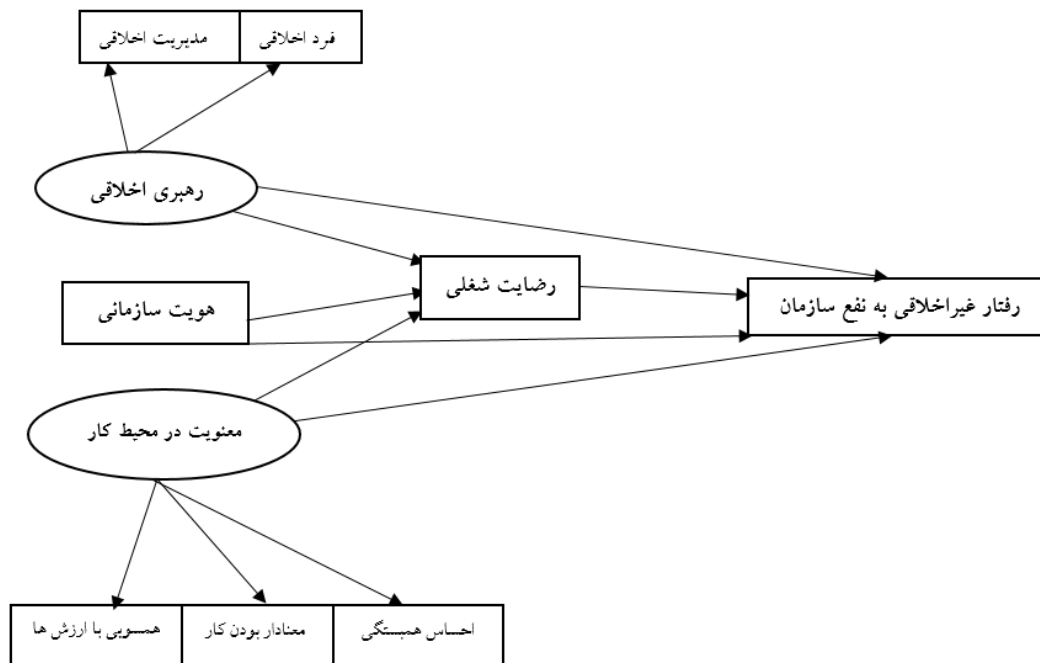 فرد اخلاقی
مدیریت اخلاقی
رهبری اخلاقی
رضایت شغلی
هویت سازمانی
رفتار غیراخلاقی به نفع سازمان
معنویت در محیط کار
احساس همبستگی
معنادار بودن کار
همسویی با ارزش ها